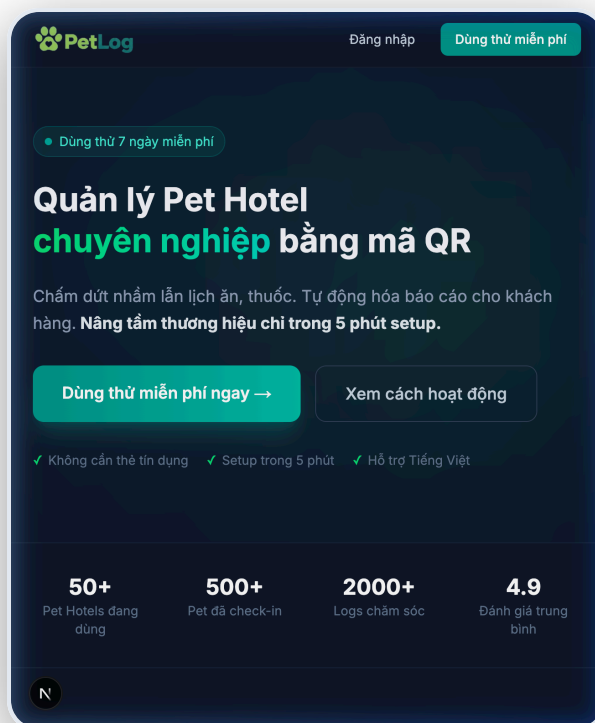 PetLog
Đăng nhập
Dùng thử miễn phí
Dùng thử 7 ngày miễn phí
Quản lý Pet Hotel
chuyên nghiệp bằng mã QR
Chấm dứt nhầm lẫn lịch ăn, thuốc. Tự động hóa báo cáo cho khách
hàng. Nâng tầm thương hiệu chỉ trong 5 phút setup.
Dùng thử miễn phí ngay →
Xem cách hoạt động
✓ Không cần thẻ tín dụng
✓ Setup trong 5 phút
✓ Hỗ trợ Tiếng Việt
50+
Pet Hotels đang
dùng
500+
Pet đã check-in
2000+
Logs chăm sóc
4.9
Đánh giá trung
bình
N